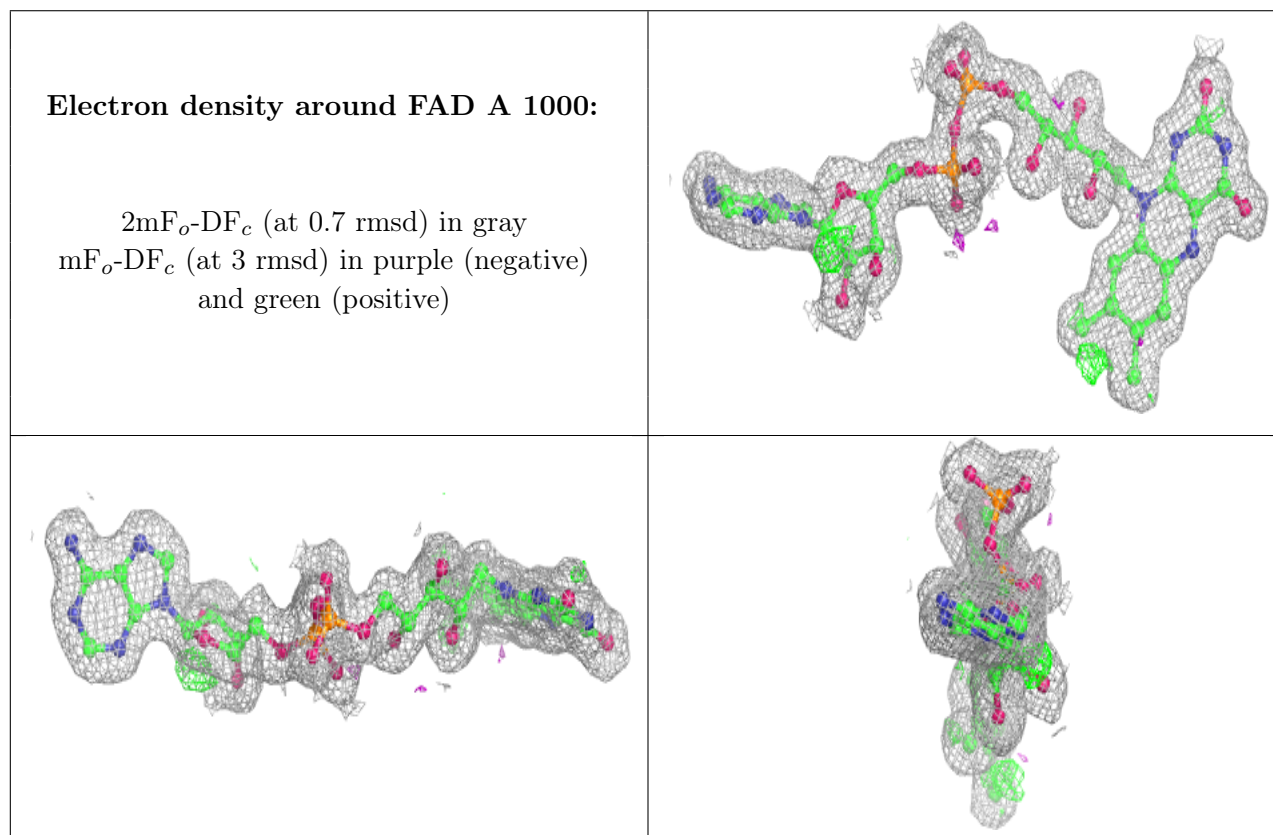 Electron density around FAD A 1000:
2mFₒ-DF𝒸 (at 0.7 rmsd) in gray
mFₒ-DF𝒸 (at 3 rmsd) in purple (negative)
and green (positive)